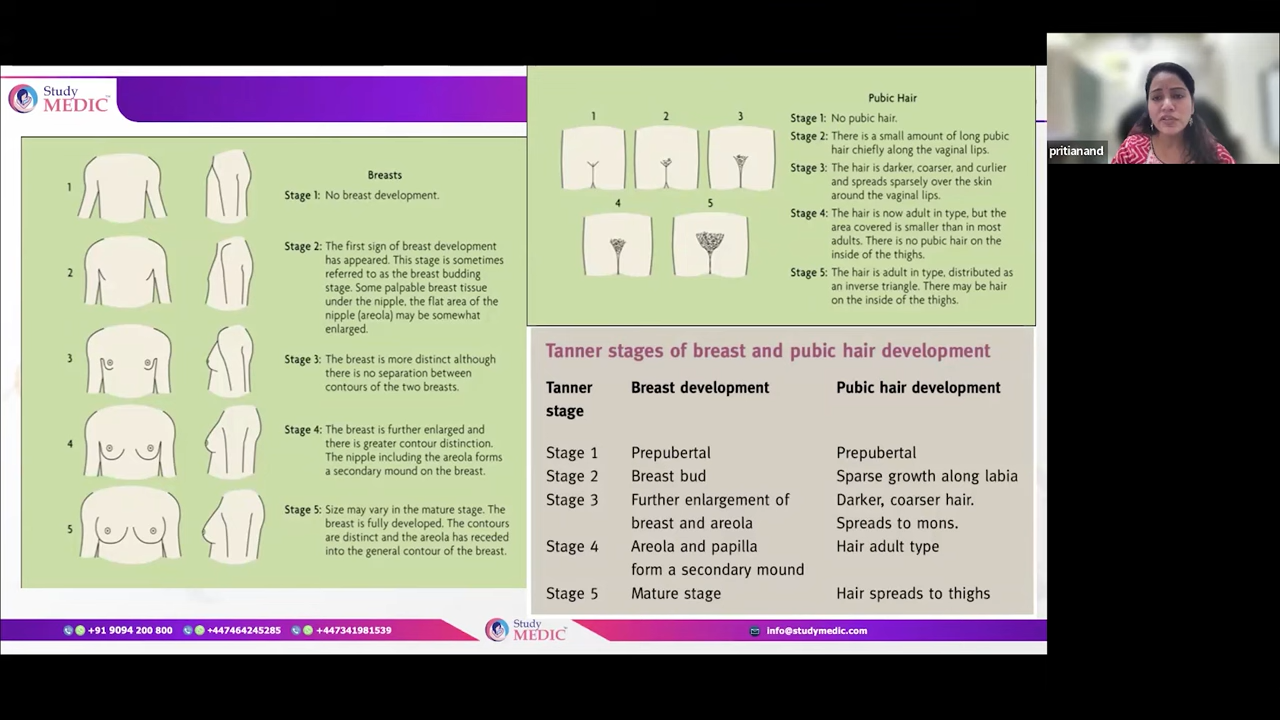 Study
MEDIC
1
2
3
4
5
Breasts
Stage 1: No breast development.
Stage 2: The first sign of breast development
has appeared. This stage is sometimes
referred to as the breast budding
stage. Some palpable breast tissue
under the nipple, the flat area of the
nipple (areola) may be somewhat
enlarged.
Stage 3: The breast is more distinct although
there is no separation between
contours of the two breasts.
Stage 4: The breast is further enlarged and
there is greater contour distinction.
The nipple including the areola forms
a secondary mound on the breast.
Stage 5: Size may vary in the mature stage. The
breast is fully developed. The contours
are distinct and the areola has receded
into the general contour of the breast.
1 2 3
4 5
Pubic Hair
Stage 1: No pubic hair.
Stage 2: There is a small amount of long pubic
hair chiefly along the vaginal lips.
Stage 3: The hair is darker, coarser, and curlier
and spreads sparsely over the skin
around the vaginal lips.
Stage 4: The hair is now adult in type, but the
area covered is smaller than in most
adults. There is no pubic hair on the
inside of the thighs.
Stage 5: The hair is adult in type, distributed as
an inverse triangle. There may be hair
on the inside of the thighs.
Tanner stages of breast and pubic hair development
Tanner Breast development Pubic hair development
stage
Stage 1 Prepubertal Prepubertal
Stage 2 Breast bud Sparse growth along labia
Stage 3 Further enlargement of Darker, coarser hair.
breast and areola Spreads to mons.
Stage 4 Areola and papilla Hair adult type
form a secondary mound
Stage 5 Mature stage Hair spreads to thighs
+91 9094 200 800 +447464245285 +447341981539
Study
MEDIC
info@studymedic.com
pritianand